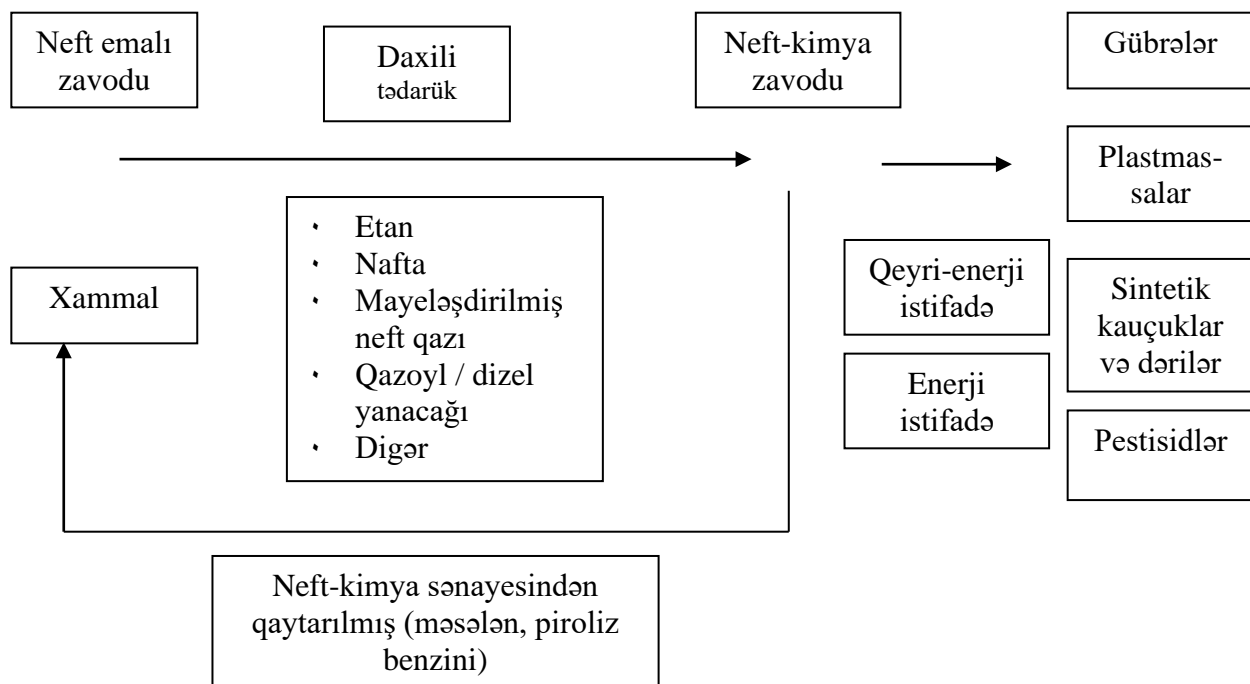 Neft emalı
zavodu
Daxili
tədarük
Neft-kimya
zavodu
Gübrələr
Plastmas-
salar
· Etan
· Nafta
· Mayeləşdirilmiş
neft qazı
· Qazoyl / dizel
yanacağı
· Digər
Xammal
Qeyri-enerji
istifadə
Sintetik
kauçuklar
və dərilər
Enerji
istifadə
Pestisidlər
Neft-kimya sənayesindən
qaytarılmış (məsələn, piroliz
benzini)